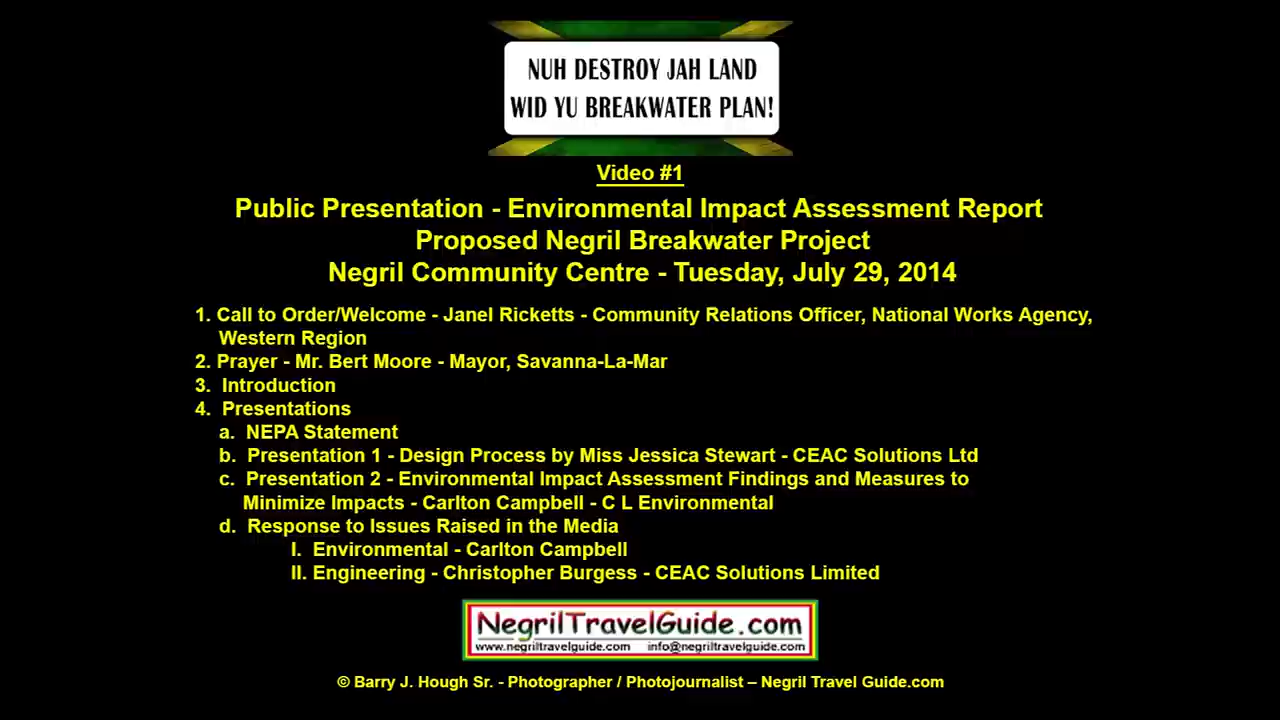 NUH DESTROY JAH LAND
WID YU BREAKWATER PLAN!
Video #1
Public Presentation - Environmental Impact Assessment Report
Proposed Negril Breakwater Project
Negril Community Centre - Tuesday, July 29, 2014
1. Call to Order/Welcome - Janel Ricketts - Community Relations Officer, National Works Agency,
Western Region
2. Prayer - Mr. Bert Moore - Mayor, Savanna-La-Mar
3. Introduction
4. Presentations
a. NEPA Statement
b. Presentation 1 - Design Process by Miss Jessica Stewart - CEAC Solutions Ltd
c. Presentation 2 - Environmental Impact Assessment Findings and Measures to
Minimize Impacts - Carlton Campbell - C L Environmental
d. Response to Issues Raised in the Media
I. Environmental - Carlton Campbell
II. Engineering - Christopher Burgess - CEAC Solutions Limited
NegrilTravelGuide.com
www.negriltravelguide.com info@negriltravelguide.com
© Barry J. Hough Sr. - Photographer / Photojournalist – Negril Travel Guide.com